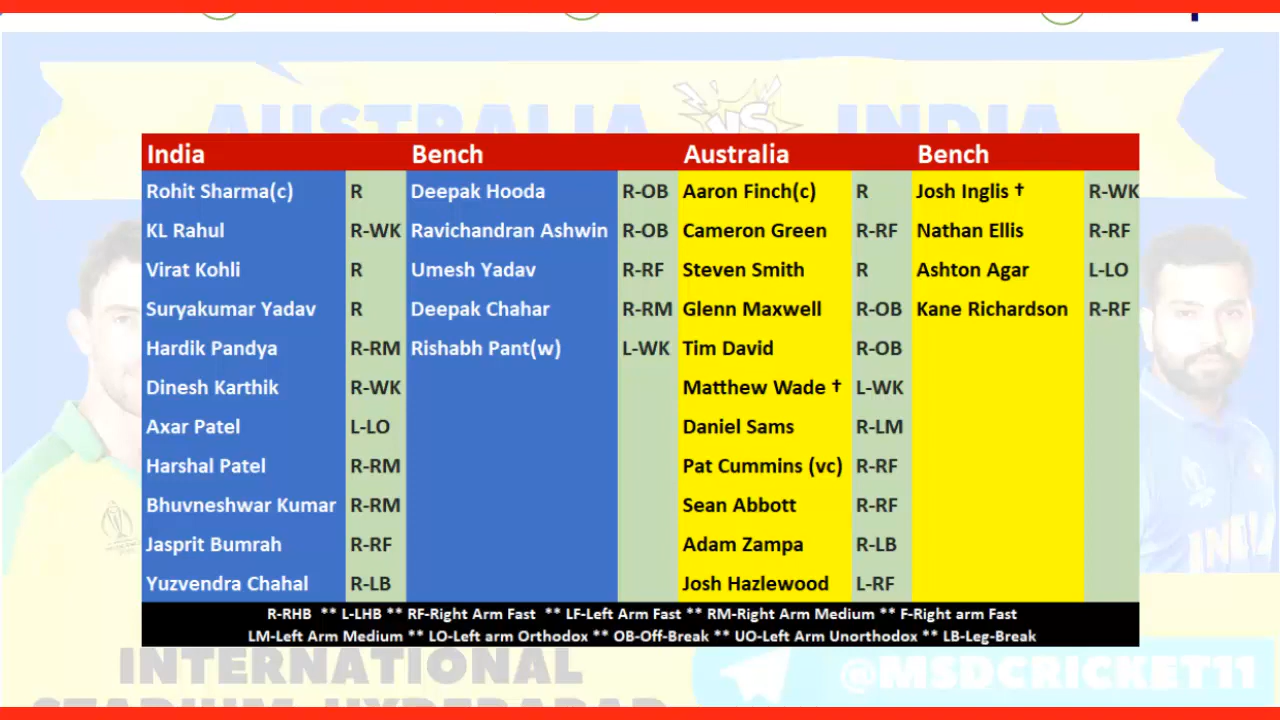 AUSTRALIA VS INDIA
India Bench Australia Bench
Rohit Sharma(c) R Deepak Hooda R-OB Aaron Finch(c) R Josh Inglis † R-WK
KL Rahul R-WK Ravichandran Ashwin R-OB Cameron Green R-RF Nathan Ellis R-RF
Virat Kohli R Umesh Yadav R-RF Steven Smith R Ashton Agar L-LO
Suryakumar Yadav R Deepak Chahar R-RM Glenn Maxwell R-OB Kane Richardson R-RF
Hardik Pandya R-RM Rishabh Pant(w) L-WK Tim David R-OB
Dinesh Karthik R-WK Matthew Wade † L-WK
Axar Patel L-LO Daniel Sams R-LM
Harshal Patel R-RM Pat Cummins (vc) R-RF
Bhuvneshwar Kumar R-RM Sean Abbott R-RF
Jasprit Bumrah R-RF Adam Zampa R-LB
Yuzvendra Chahal R-LB Josh Hazlewood L-RF
R-RHB ** L-LHB ** RF-Right Arm Fast ** LF-Left Arm Fast ** RM-Right Arm Medium ** F-Right arm Fast
LM-Left Arm Medium ** LO-Left arm Orthodox ** OB-Off-Break ** UO-Left Arm Unorthodox ** LB-Leg-Break
INTERNATIONAL
STADIUM, HYDERABAD
@MSDCRICKET11
INDIA